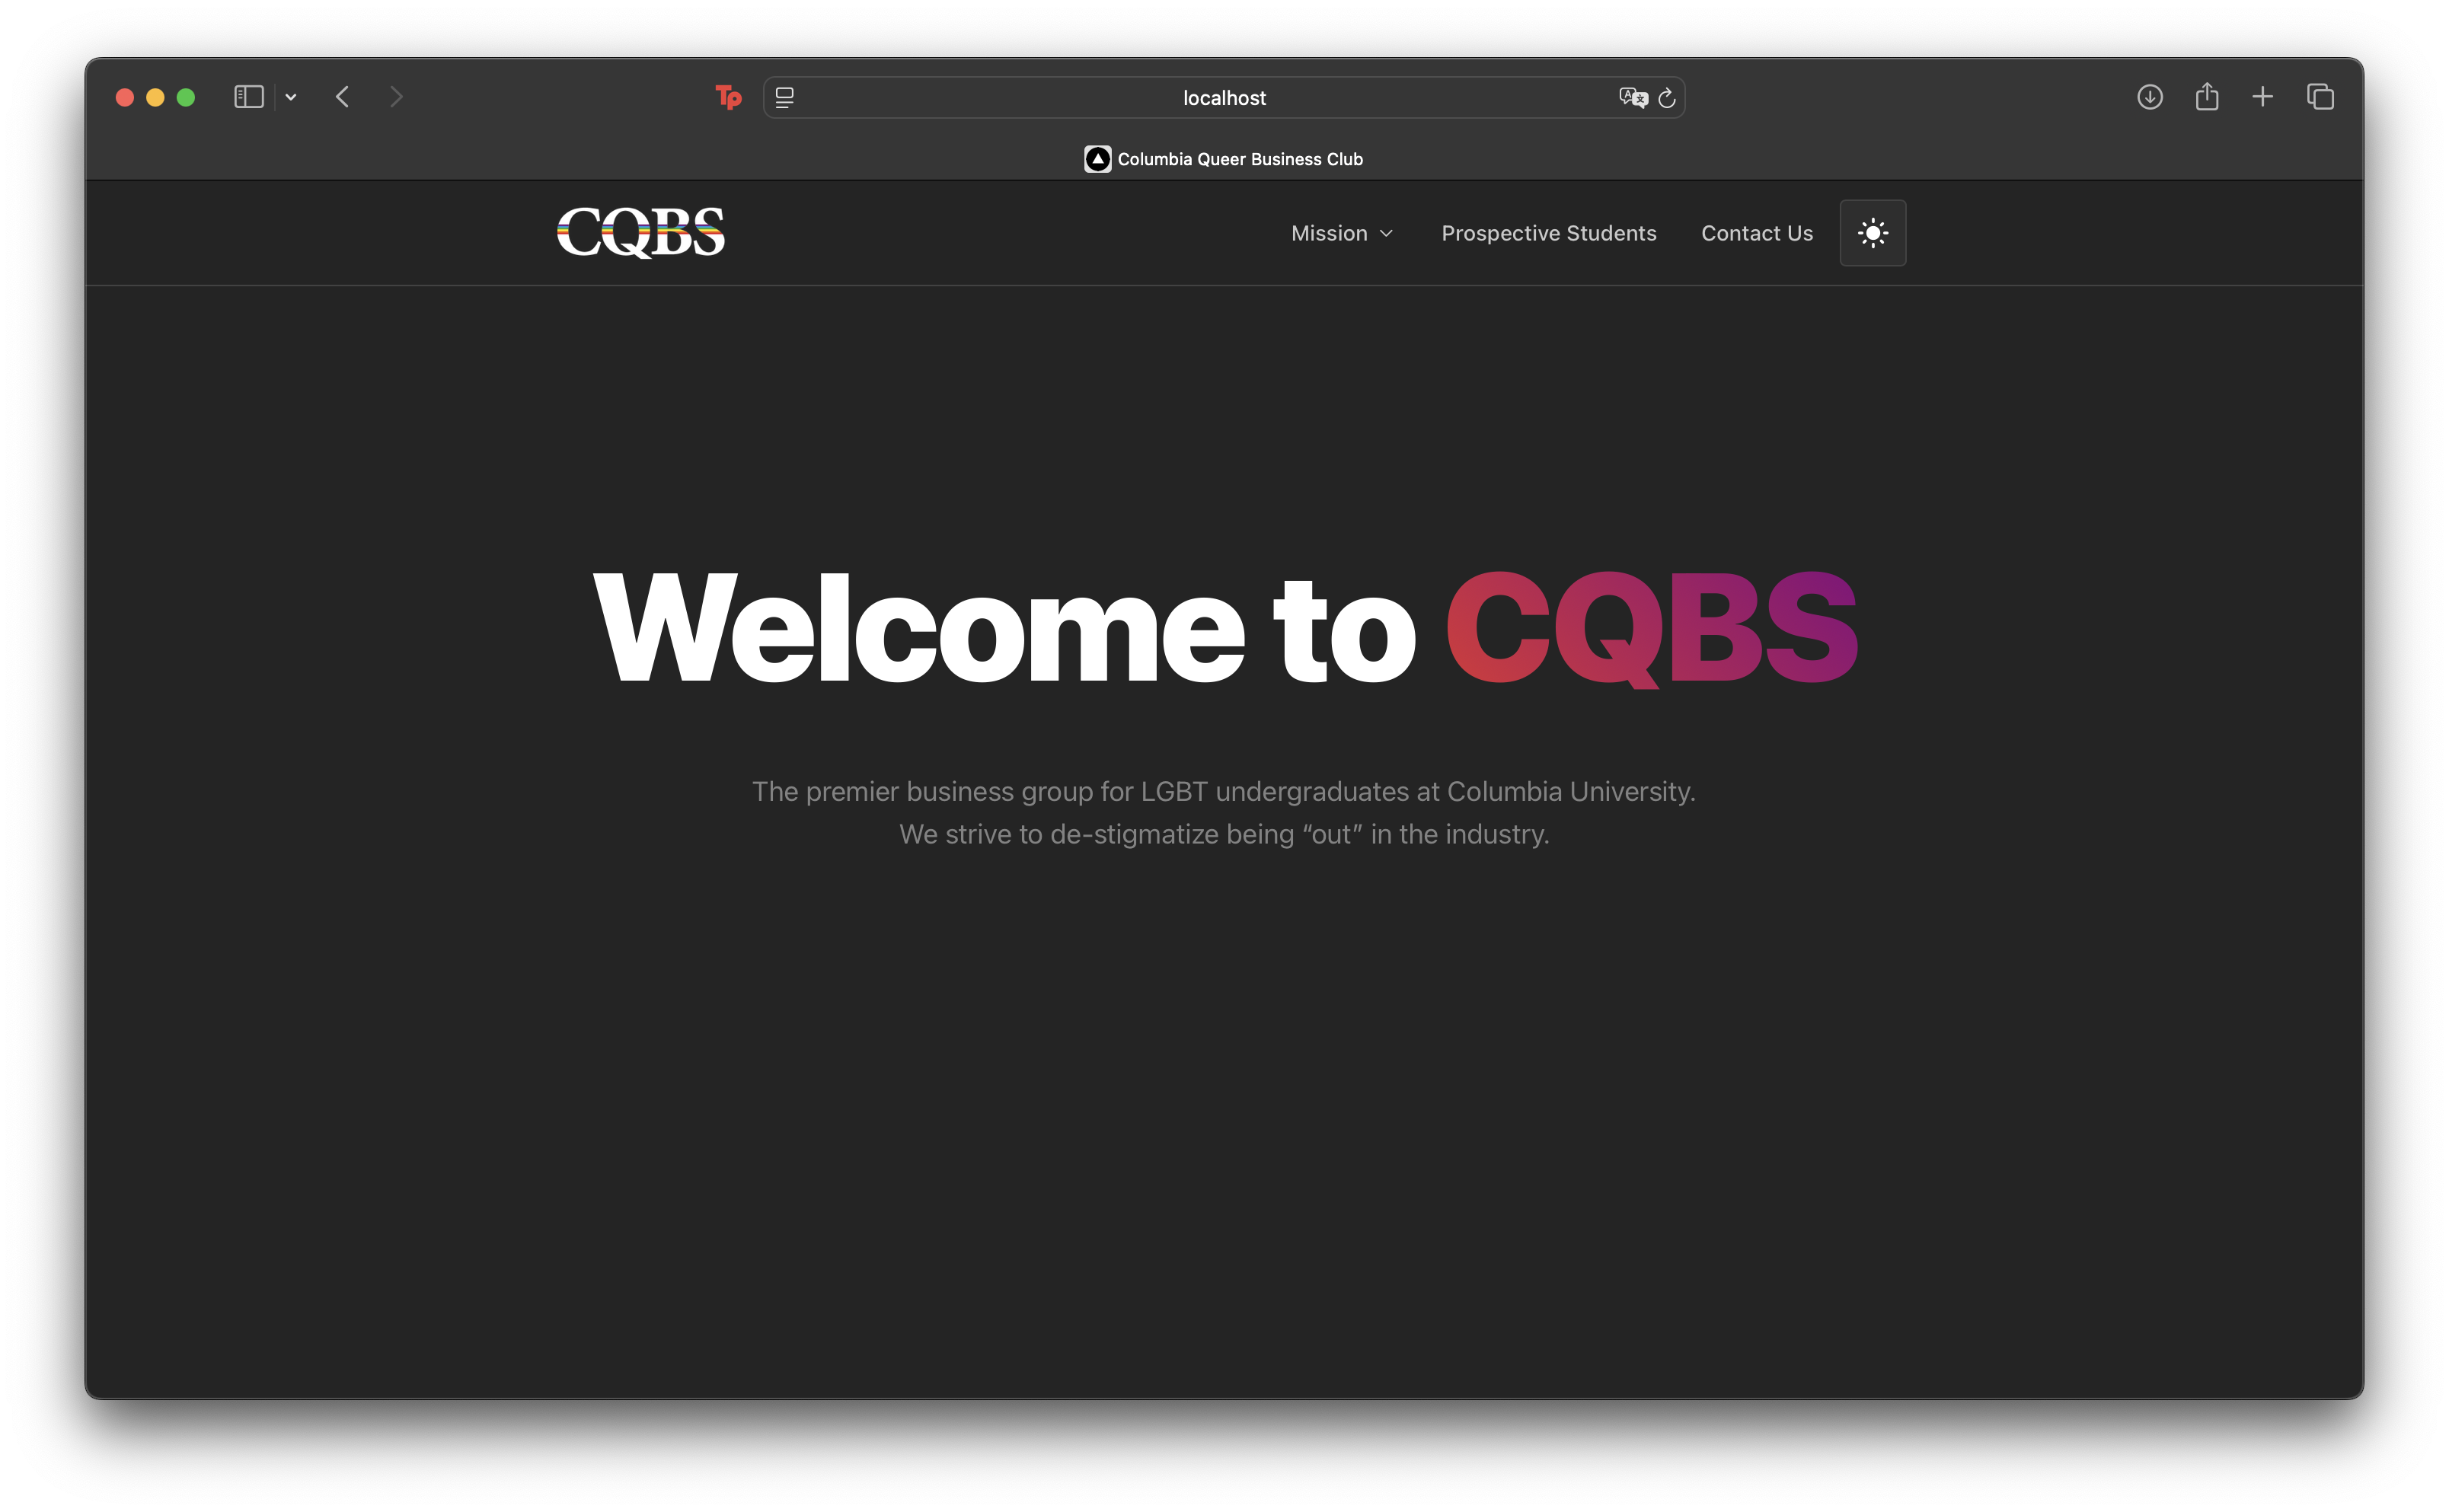 Tp
localhost
Columbia Queer Business Club
CQBS
Mission
Prospective Students
Contact Us
Welcome to CQBS
The premier business group for LGBT undergraduates at Columbia University.
We strive to de-stigmatize being “out” in the industry.